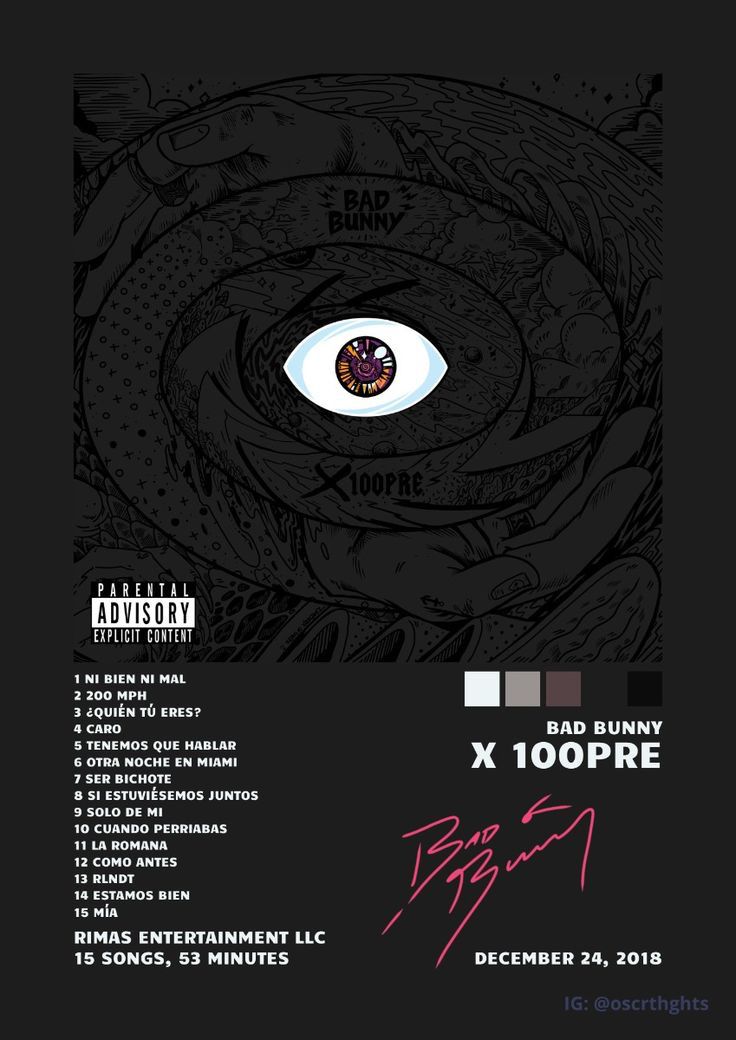 BAD
BUNNY
X 100PRE
PARENTAL
ADVISORY
EXPLICIT CONTENT
1 NI BIEN NI MAL
2 200 MPH
3 ¿QUIÉN TÚ ERES?
4 CARO
5 TENEMOS QUE HABLAR
6 OTRA NOCHE EN MIAMI
7 SER BICHOTE
8 SI ESTUVIÉSEMOS JUNTOS
9 SOLO DE MI
10 CUANDO PERRIABAS
11 LA ROMANA
12 COMO ANTES
13 RLNDT
14 ESTAMOS BIEN
15 MÍA
RIMAS ENTERTAINMENT LLC
15 SONGS, 53 MINUTES
BAD BUNNY
X 100PRE
BAD
BUNNY
DECEMBER 24, 2018
IG: @oscrthghts